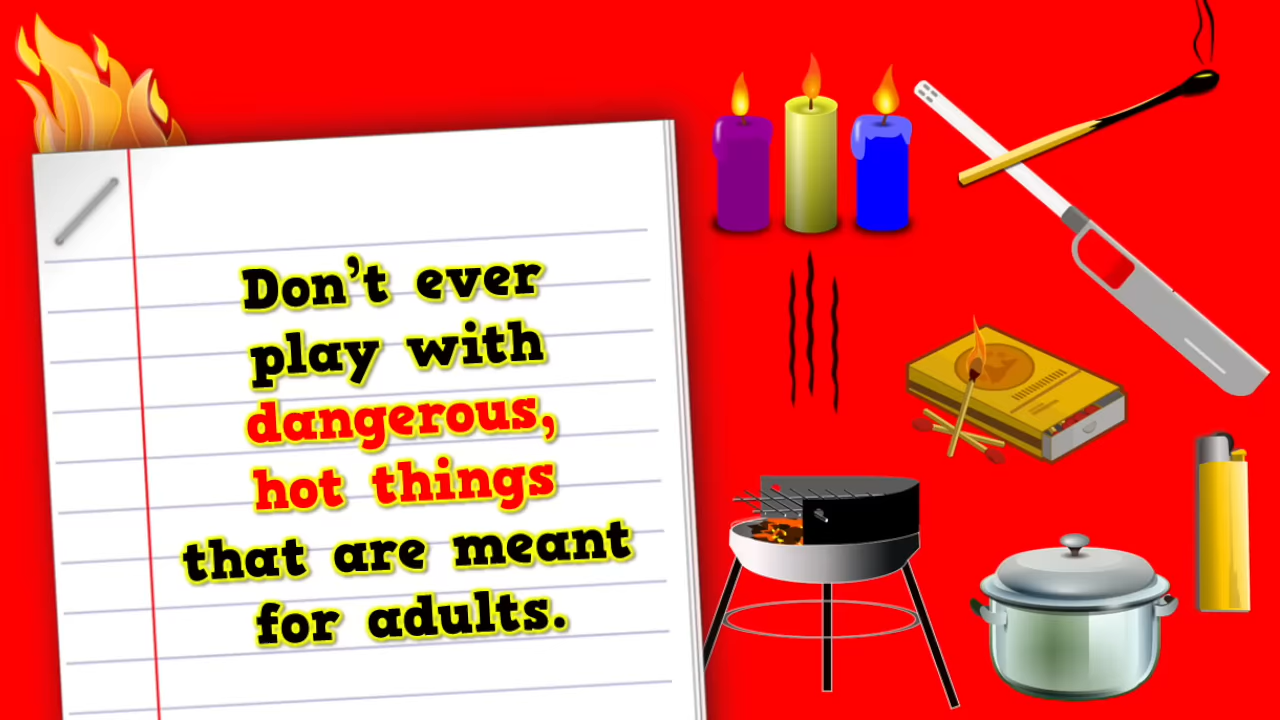 Don’t ever
play with
dangerous,
hot things
that are meant
for adults.